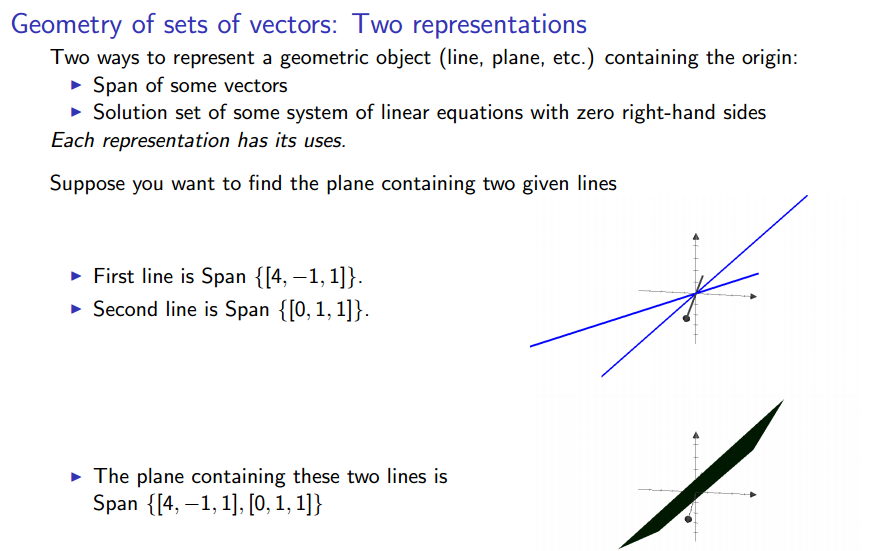 Geometry of sets of vectors: Two representations
Two ways to represent a geometric object (line, plane, etc.) containing the origin:
▶ Span of some vectors
▶ Solution set of some system of linear equations with zero right-hand sides
Each representation has its uses.
Suppose you want to find the plane containing two given lines
▶ First line is Span {[4, −1, 1]}.
▶ Second line is Span {[0, 1, 1]}.
▶ The plane containing these two lines is
Span {[4, −1, 1], [0, 1, 1]}